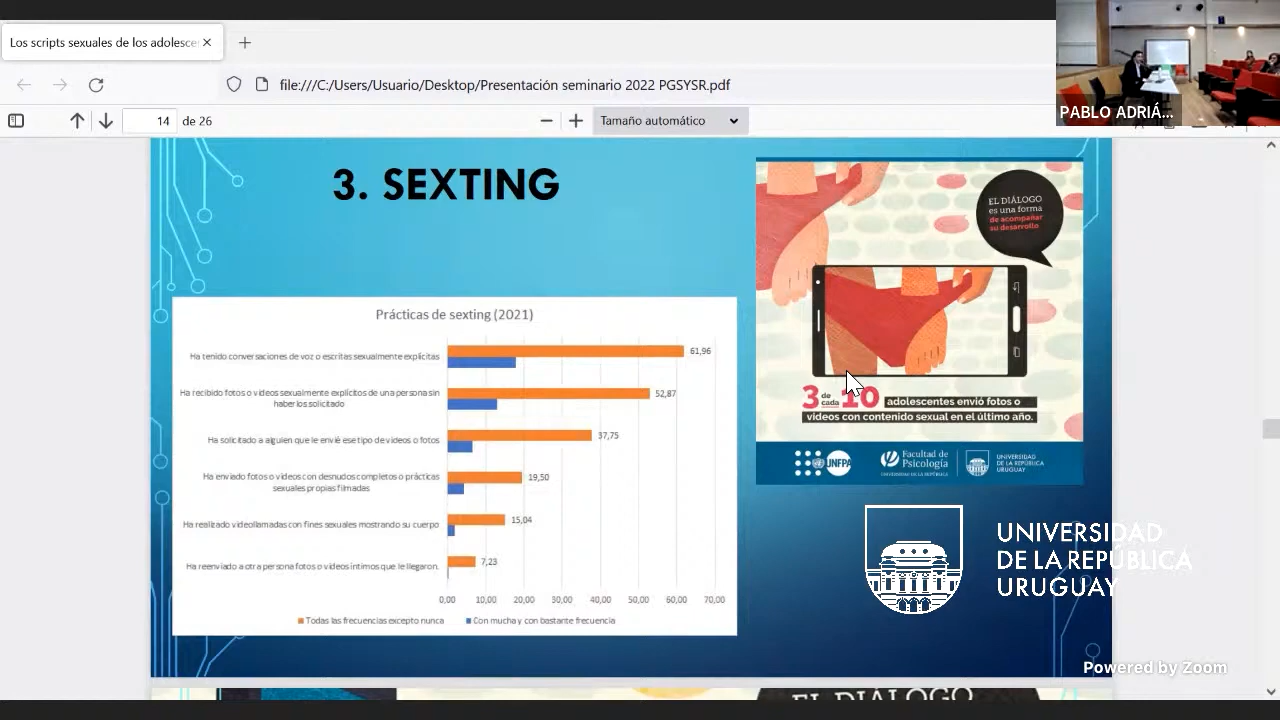 Los scripts sexuales de los adolesce
PABLO ADRIÁ...
file:///C:/Users/Usuario/Desktop/Presentación seminario 2022 PGSYSR.pdf
14 de 26
Tamaño automático
3. SEXTING
EL DIÁLOGO
es una forma
de acompañar
su desarrollo
3 de cada 10 adolescentes envió fotos o
videos con contenido sexual en el último año.
UNFPA
Facultad de
Psicología
UNIVERSIDAD DE LA REPÚBLICA
UNIVERSIDAD
DE LA REPÚBLICA
URUGUAY
Prácticas de sexting (2021)
Ha tenido conversaciones de voz o escritas sexualmente explícitas
61,96
Ha recibido fotos o videos sexualmente explícitos de una persona sin
haberlos solicitado
52,87
Ha solicitado a alguien que le envié ese tipo de videos o fotos
37,75
Ha enviado fotos o videos con desnudos completos o prácticas
sexuales propias filmadas
19,50
Ha realizado videollamadas con fines sexuales mostrando su cuerpo
15,04
Ha reenviado a otra persona fotos o videos íntimos que le llegaron.
7,23
0,00 10,00 20,00 30,00 40,00 50,00 60,00 70,00
Todas las frecuencias excepto nunca Con mucha y con bastante frecuencia
UNIVERSIDAD
DE LA REPÚBLICA
URUGUAY
Powered by Zoom
EL DIÁLOGO